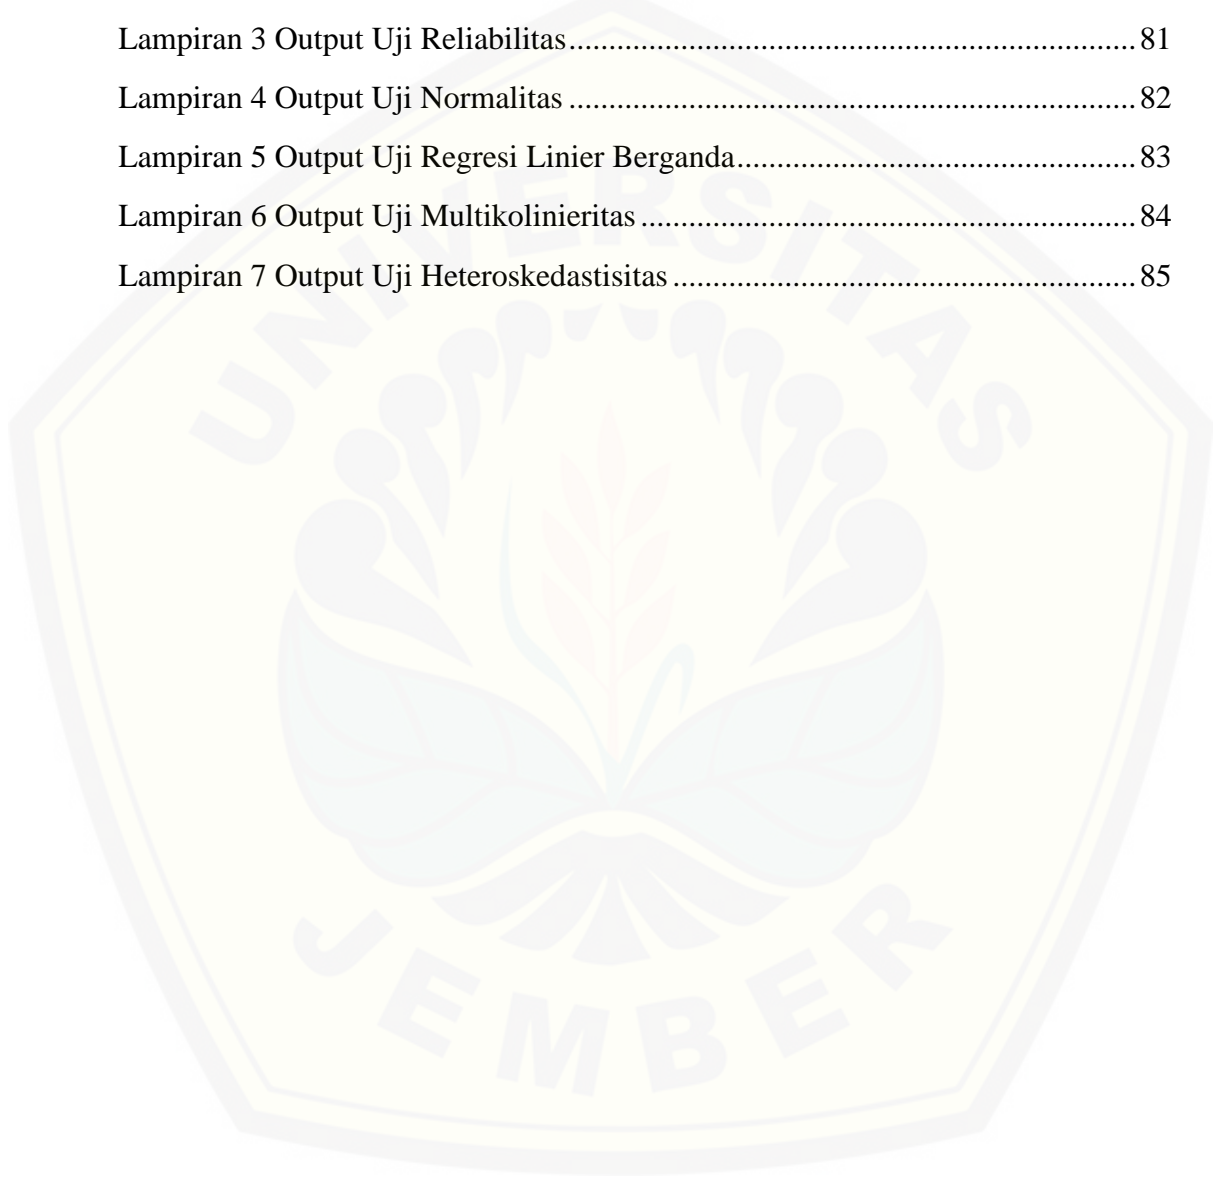 Lampiran 3 Output Uji Reliabilitas................................................................................81
Lampiran 4 Output Uji Normalitas ................................................................................82
Lampiran 5 Output Uji Regresi Linier Berganda.........................................................83
Lampiran 6 Output Uji Multikolinieritas .....................................................................84
Lampiran 7 Output Uji Heteroskedastisitas .................................................................85
UNIVERSITAS
JEMBER